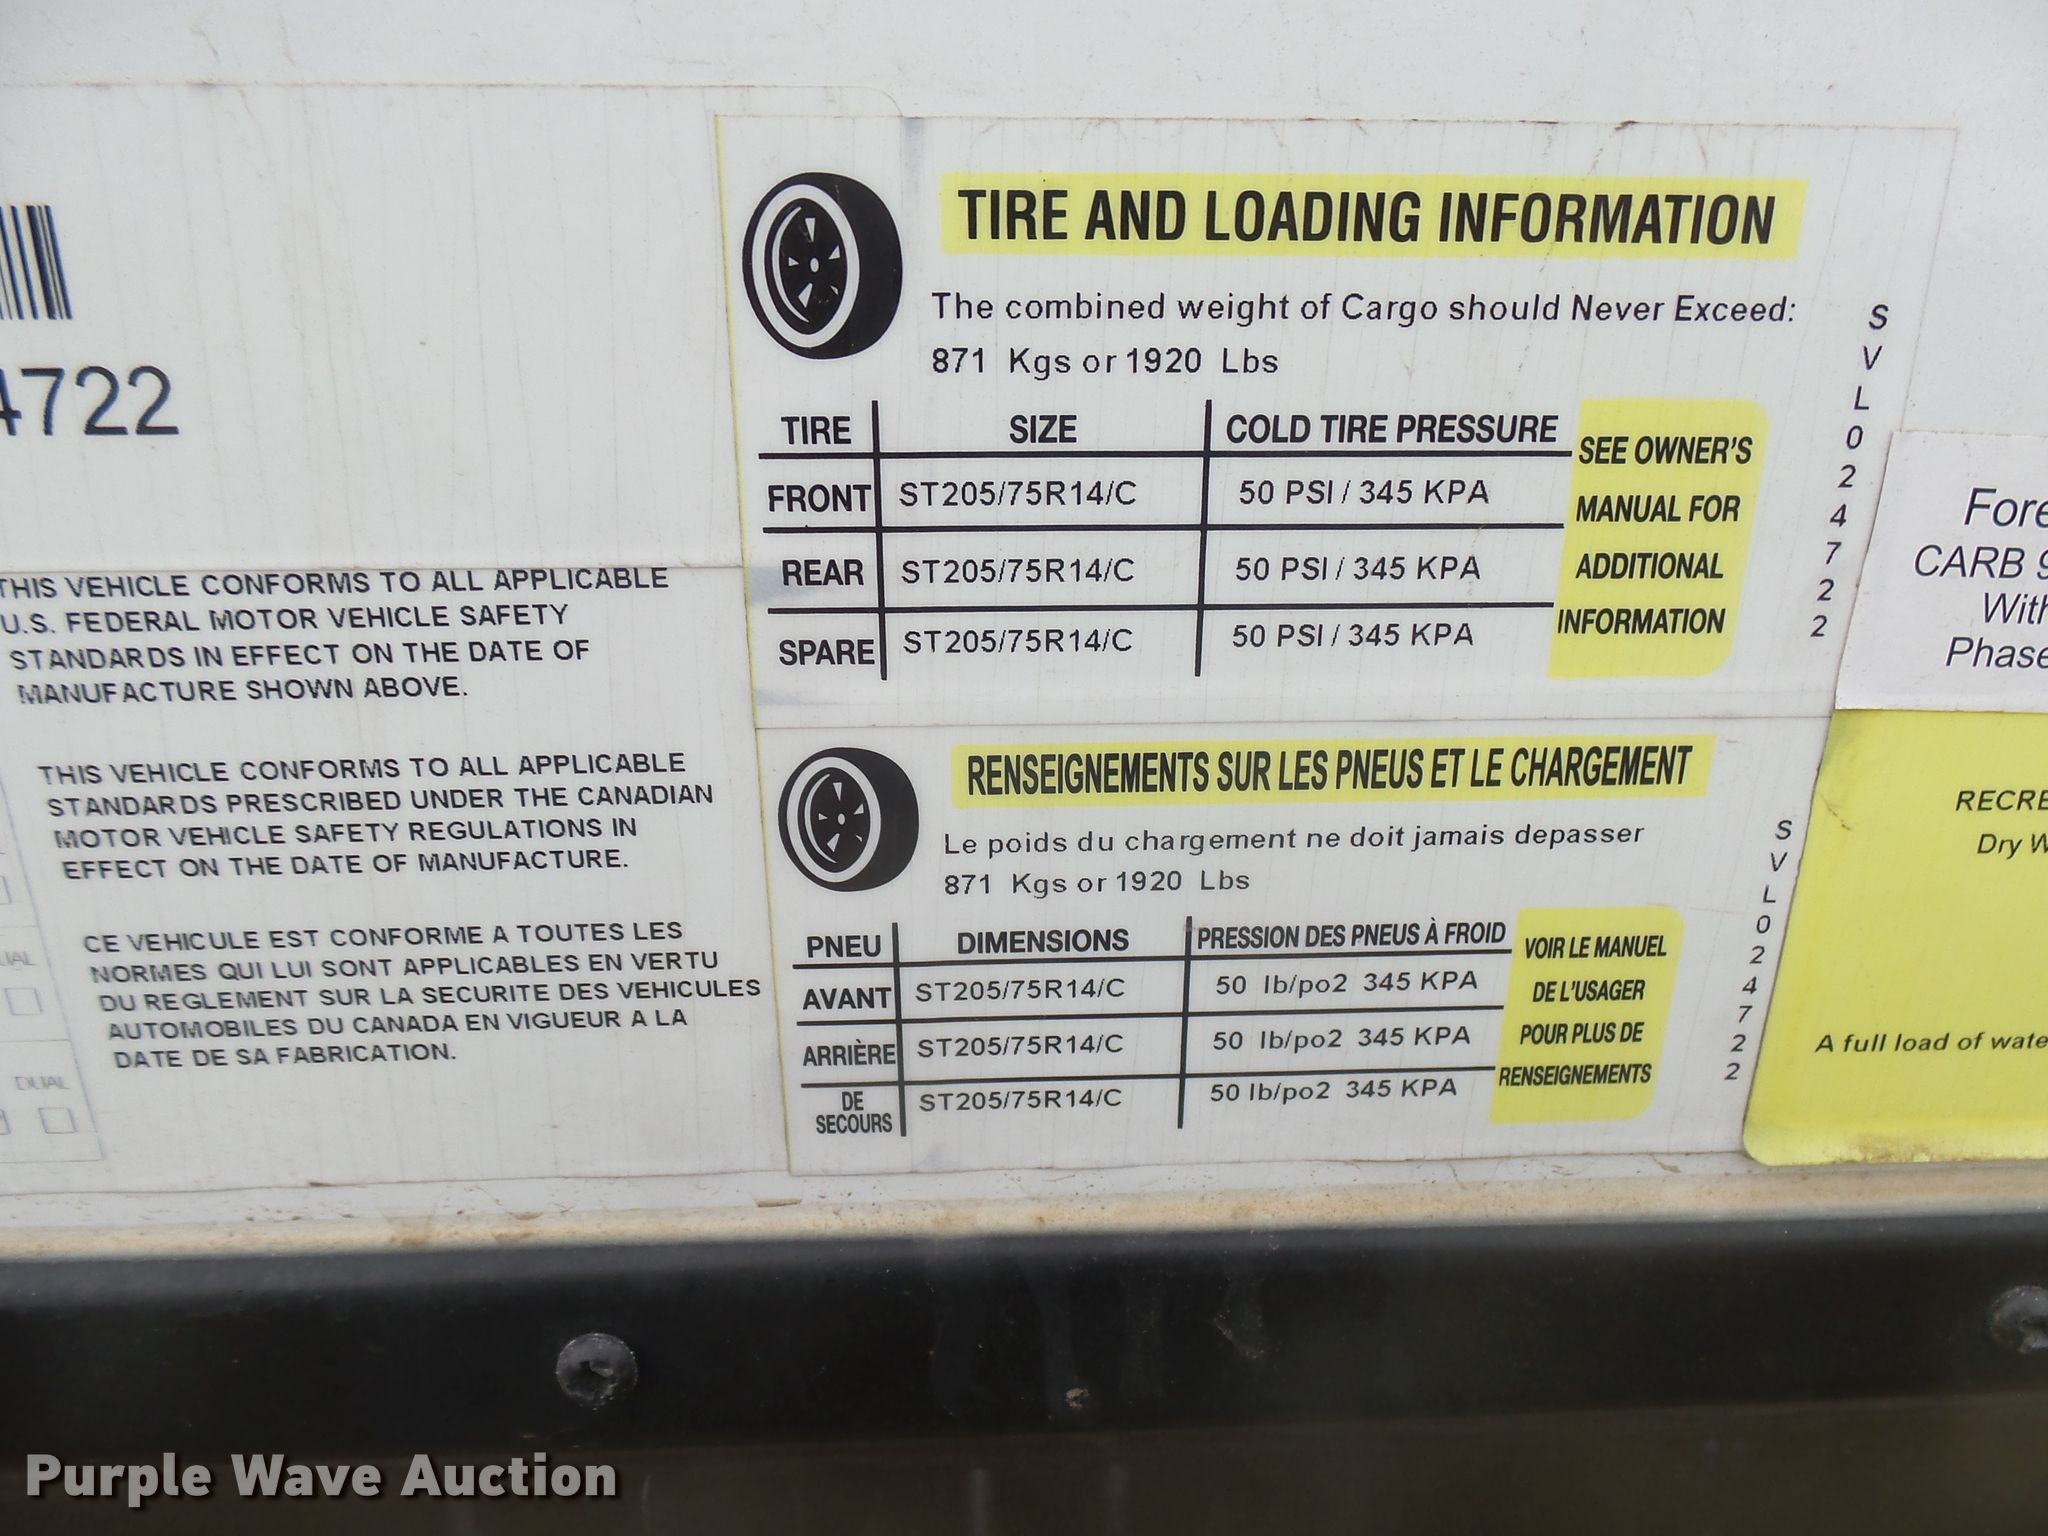 4722
THIS VEHICLE CONFORMS TO ALL APPLICABLE
U.S. FEDERAL MOTOR VEHICLE SAFETY
STANDARDS IN EFFECT ON THE DATE OF
MANUFACTURE SHOWN ABOVE.
THIS VEHICLE CONFORMS TO ALL APPLICABLE
STANDARDS PRESCRIBED UNDER THE CANADIAN
MOTOR VEHICLE SAFETY REGULATIONS IN
EFFECT ON THE DATE OF MANUFACTURE.
CE VEHICULE EST CONFORME A TOUTES LES
NORMES QUI LUI SONT APPLICABLES EN VERTU
DU REGLEMENT SUR LA SECURITE DES VEHICULES
AUTOMOBILES DU CANADA EN VIGUEUR A LA
DATE DE SA FABRICATION.
DUAL
TIRE AND LOADING INFORMATION
The combined weight of Cargo should Never Exceed:
871 Kgs or 1920 Lbs
TIRE SIZE COLD TIRE PRESSURE
FRONT ST205/75R14/C 50 PSI / 345 KPA
REAR ST205/75R14/C 50 PSI / 345 KPA
SPARE ST205/75R14/C 50 PSI / 345 KPA
SEE OWNER'S
MANUAL FOR
ADDITIONAL
INFORMATION
SVL024722
RENSEIGNEMENTS SUR LES PNEUS ET LE CHARGEMENT
Le poids du chargement ne doit jamais depasser
871 Kgs or 1920 Lbs
PNEU DIMENSIONS PRESSION DES PNEUS À FROID
AVANT ST205/75R14/C 50 lb/po2 345 KPA
ARRIÈRE ST205/75R14/C 50 lb/po2 345 KPA
DE
SECOURS ST205/75R14/C 50 lb/po2 345 KPA
VOIR LE MANUEL
DE L'USAGER
POUR PLUS DE
RENSEIGNEMENTS
SVL024722
Fore
CARB 9
With
Phase
RECRE
Dry W
A full load of wate
Purple Wave Auction